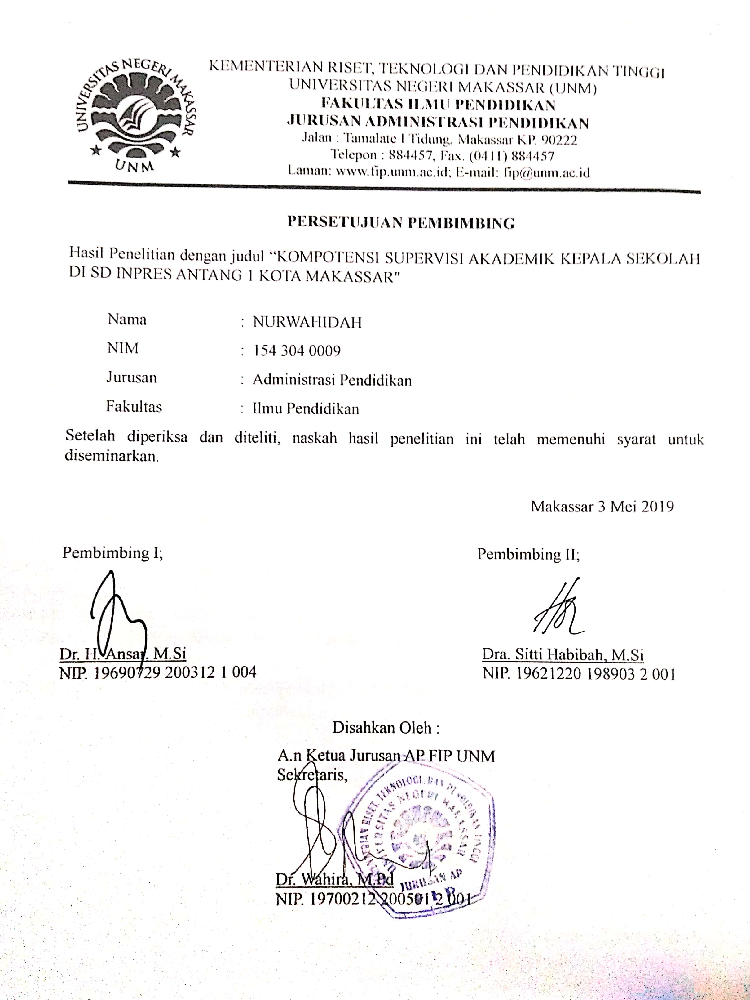 UNIVERSITAS NEGERI MAKASSAR
UNM
KEMENTERIAN RISET, TEKNOLOGI DAN PENDIDIKAN TINGGI
UNIVERSITAS NEGERI MAKASSAR (UNM)
FAKULTAS ILMU PENDIDIKAN
JURUSAN ADMINISTRASI PENDIDIKAN
Jalan : Tamalate I Tidung, Makassar KP. 90222
Telepon : 884457, Fax. (0411) 884457
Laman: www.fip.unm.ac.id; E-mail: fip@unm.ac.id
PERSETUJUAN PEMBIMBING
Hasil Penelitian dengan judul “KOMPOTENSI SUPERVISI AKADEMIK KEPALA SEKOLAH
DI SD INPRES ANTANG 1 KOTA MAKASSAR"
Nama : NURWAHIDAH
NIM : 154 304 0009
Jurusan : Administrasi Pendidikan
Fakultas : Ilmu Pendidikan
Setelah diperiksa dan diteliti, naskah hasil penelitian ini telah memenuhi syarat untuk
diseminarkan.
Makassar 3 Mei 2019
Pembimbing I; Pembimbing II;
Dr. H. Ansar, M.Si Dra. Sitti Habibah, M.Si
NIP. 19690729 200312 1 004 NIP. 19621220 198903 2 001
Disahkan Oleh :
A.n Ketua Jurusan AP FIP UNM
Sekretaris,
Dr. Wahira, M.Pd
NIP. 19700212 200501 2 001
KEMENTERIAN RISET, TEKNOLOGI, DAN PENDIDIKAN TINGGI
UNIVERSITAS NEGERI MAKASSAR
JURUSAN AP